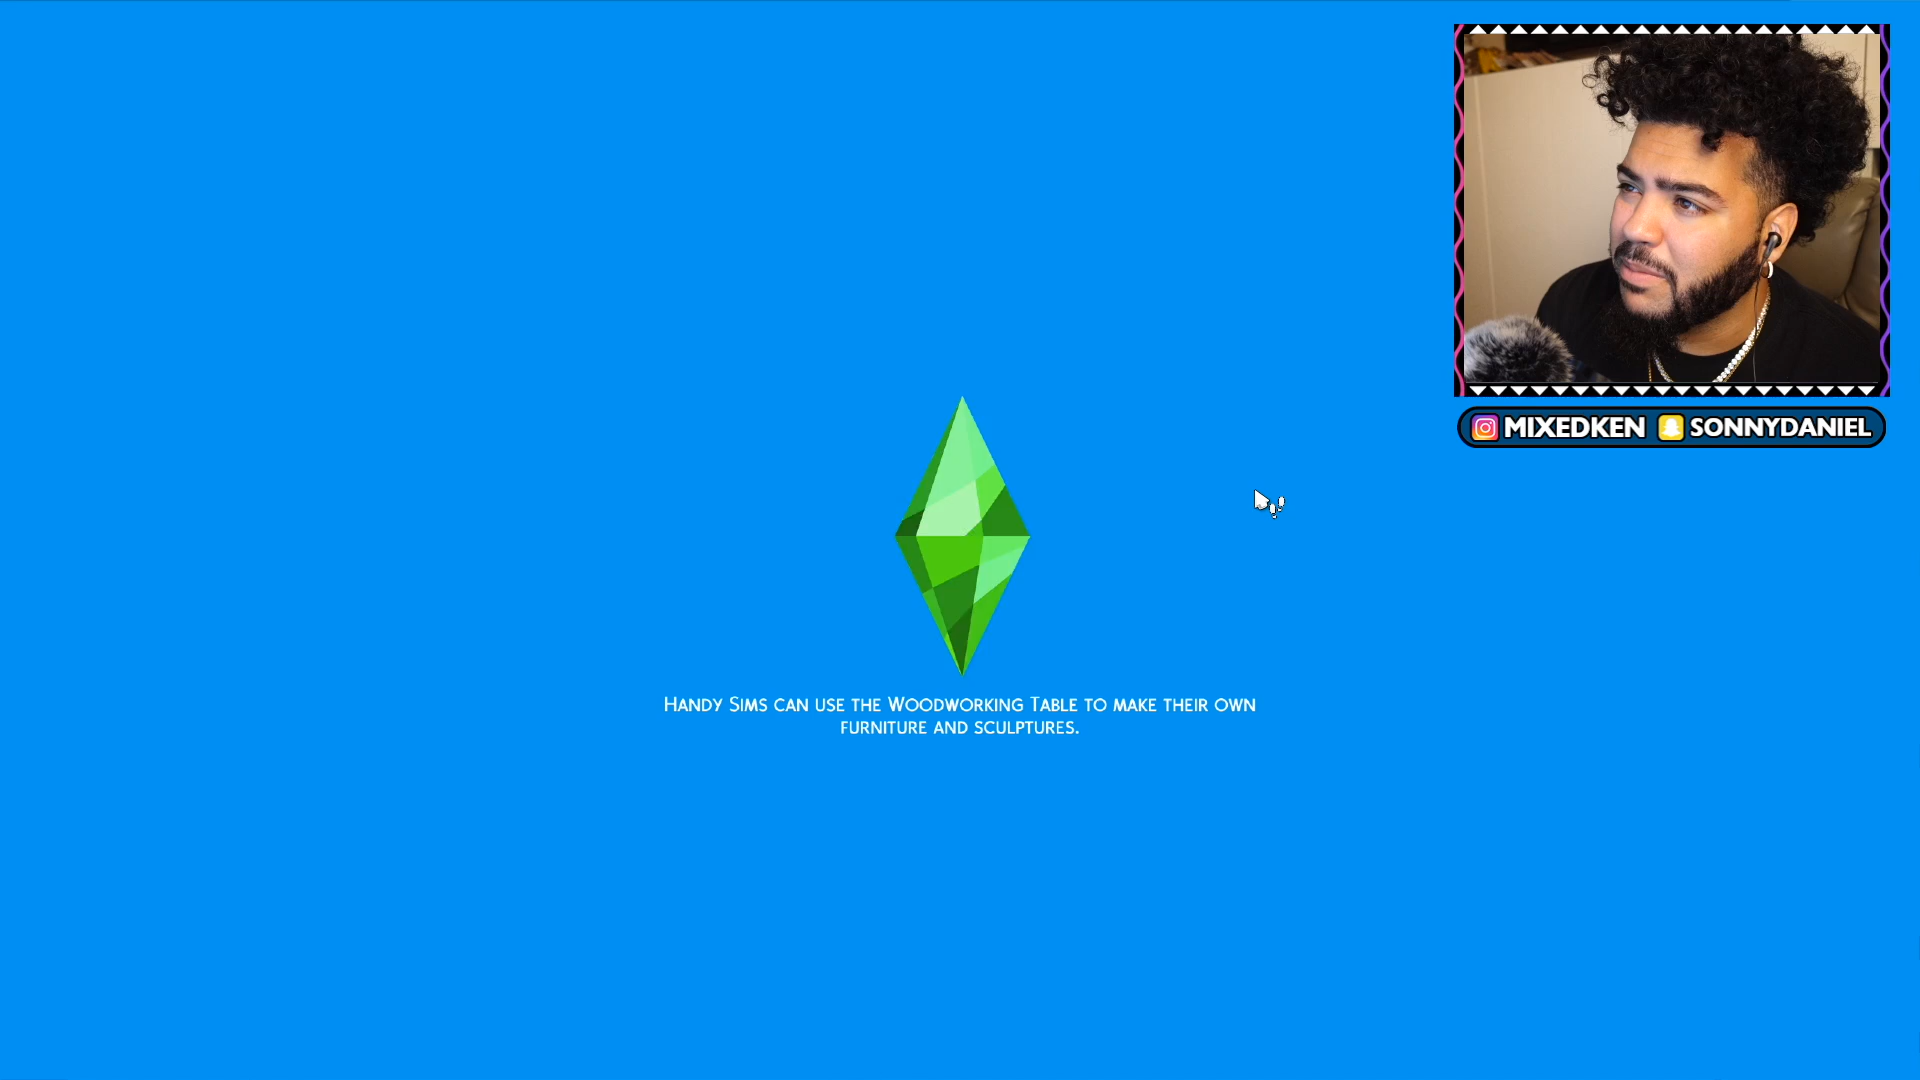 MIXEDKEN SONNYDANIEL
HANDY SIMS CAN USE THE WOODWORKING TABLE TO MAKE THEIR OWN
FURNITURE AND SCULPTURES.